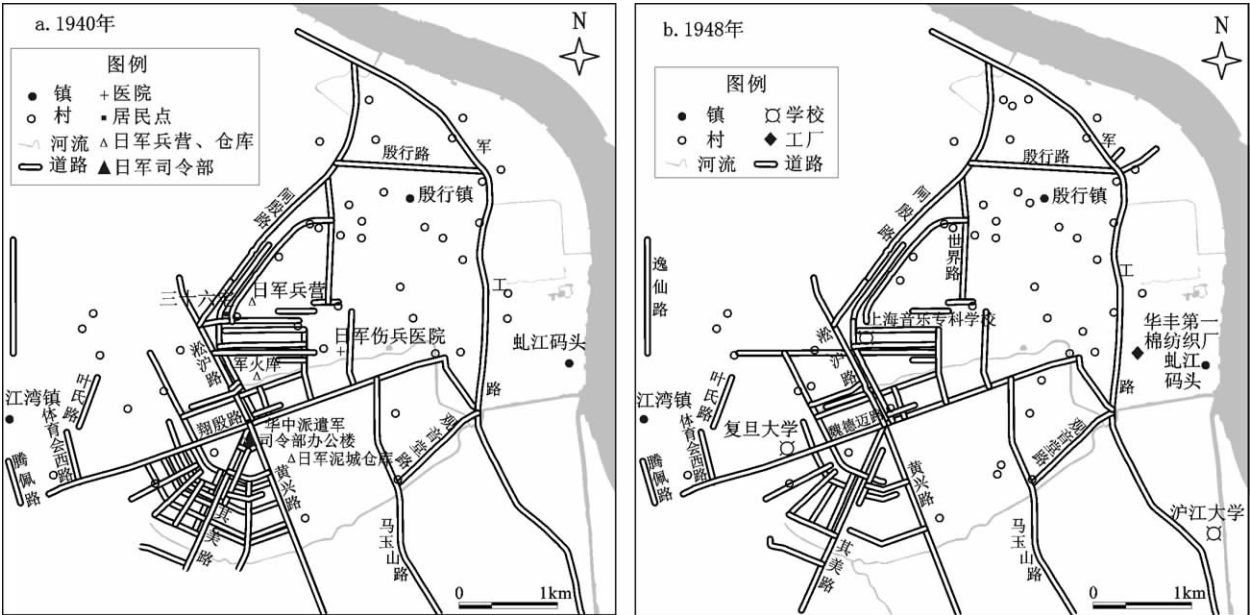 a. 1940年
N
图例
镇
医院
村
居民点
河流
日军兵营、仓库
道路
日军司令部
殷行路
军
工
路
闸殷路
殷行镇
日军兵营
日军伤兵医院
淞沪路
军火库
虬江码头
叶氏路
江湾镇
体育会西路
翔殷路
华中派遣军
司令部办公楼
日军泥城仓库
观音堂路
腾佩路
黄兴路
其美路
马玉山路
0 1km
b. 1948年
N
图例
镇
学校
村
工厂
河流
道路
殷行路
军
工
路
闸殷路
殷行镇
世界路
逸仙路
上海音乐专科学校
淞沪路
华丰第一
棉纺织厂
虬江
码头
叶氏路
江湾镇
体育会西路
魏德迈路
复旦大学
观音堂路
腾佩路
黄兴路
沪江大学
其美路
马玉山路
0 1km